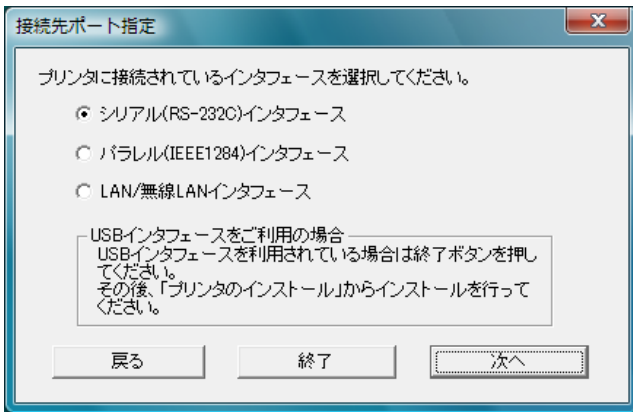 接続先ポート指定
プリンタに接続されているインタフェースを選択してください。
シリアル(RS-232C)インタフェース
パラレル(IEEE1284)インタフェース
LAN/無線LANインタフェース
USBインタフェースをご利用の場合
USBインタフェースを利用されている場合は終了ボタンを押し
てください。
その後、「プリンタのインストール」からインストールを行って
ください。
戻る
終了
次へ